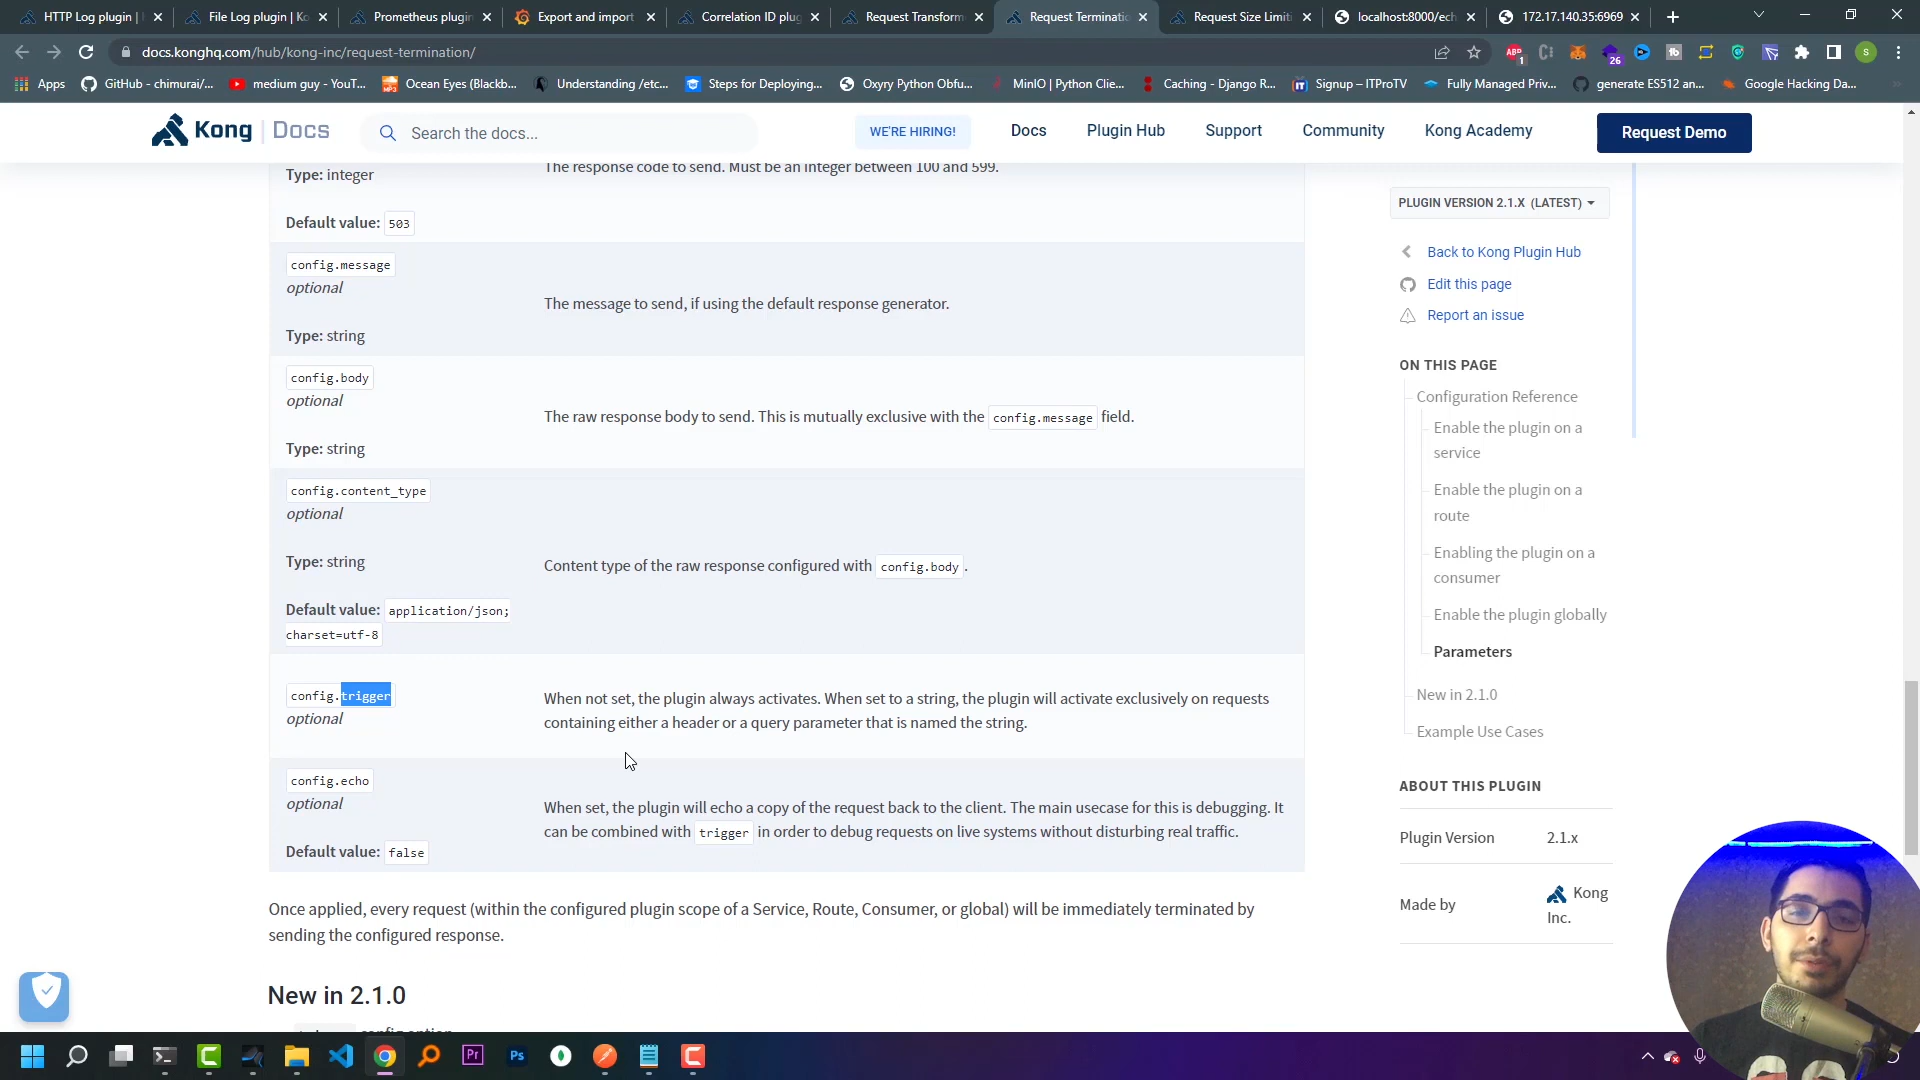 HTTP Log plugin | 
File Log plugin | Ko
Prometheus plugin
Export and import
Correlation ID plug
Request Transform
Request Terminatio
Request Size Limiti
localhost:8000/ech
172.17.140.35:6969
docs.konghq.com/hub/kong-inc/request-termination/
ABP
1
26
S
Apps
GitHub - chimurai/...
medium guy - YouT...
Ocean Eyes (Blackb...
Understanding /etc...
Steps for Deploying...
Oxyry Python Obfu...
MinIO | Python Clie...
Caching - Django R...
Signup – ITProTV
Fully Managed Priv...
generate ES512 an...
Google Hacking Da...
Kong | Docs
Search the docs...
WE'RE HIRING!
Docs
Plugin Hub
Support
Community
Kong Academy
Request Demo
Type: integer
The response code to send. Must be an integer between 100 and 599.
Default value: 503
config.message
optional
The message to send, if using the default response generator.
Type: string
config.body
optional
The raw response body to send. This is mutually exclusive with the config.message field.
Type: string
config.content_type
optional
Type: string
Content type of the raw response configured with config.body.
Default value: application/json;
charset=utf-8
config.trigger
optional
When not set, the plugin always activates. When set to a string, the plugin will activate exclusively on requests
containing either a header or a query parameter that is named the string.
config.echo
optional
When set, the plugin will echo a copy of the request back to the client. The main usecase for this is debugging. It
can be combined with trigger in order to debug requests on live systems without disturbing real traffic.
Default value: false
Once applied, every request (within the configured plugin scope of a Service, Route, Consumer, or global) will be immediately terminated by
sending the configured response.
New in 2.1.0
PLUGIN VERSION 2.1.X (LATEST)
Back to Kong Plugin Hub
Edit this page
Report an issue
ON THIS PAGE
Configuration Reference
Enable the plugin on a
service
Enable the plugin on a
route
Enabling the plugin on a
consumer
Enable the plugin globally
Parameters
New in 2.1.0
Example Use Cases
ABOUT THIS PLUGIN
Plugin Version 2.1.x
Made by Kong
Inc.
Pr
Ps